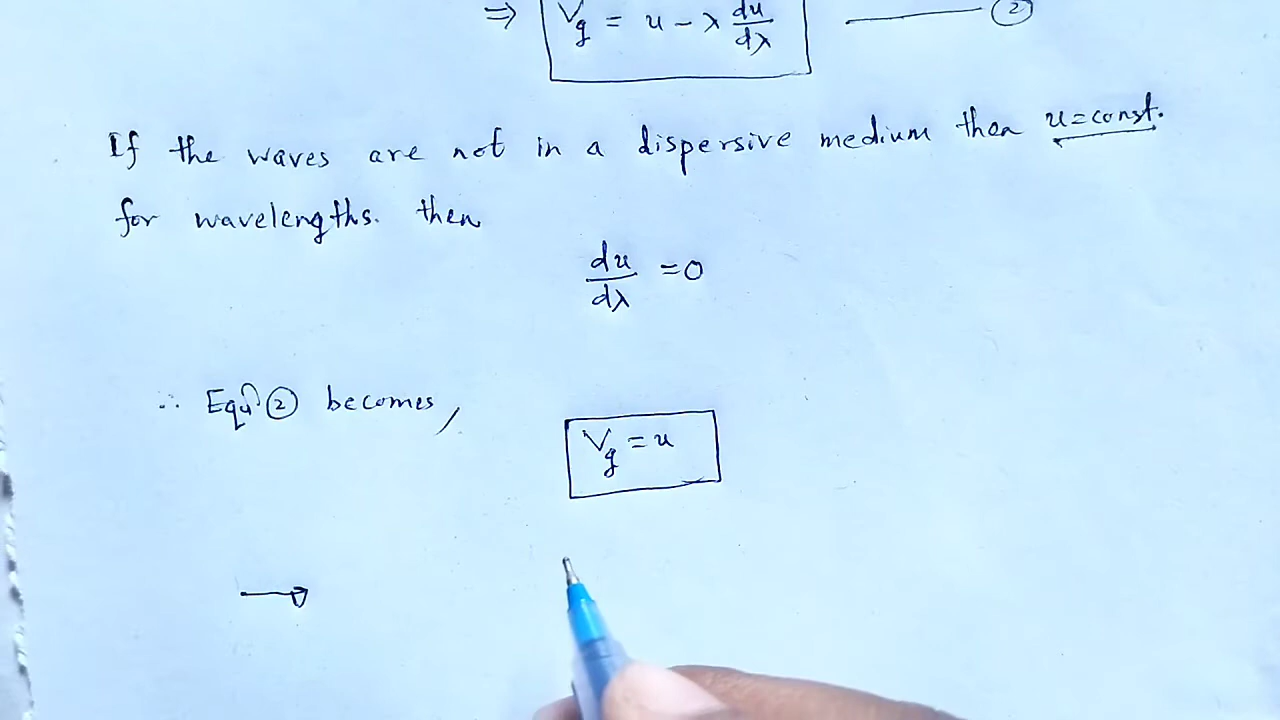 ⇒ Vg = u − λ du/dλ ——— ②
If the waves are not in a dispersive medium then u=const.
for wavelengths. then
du/dλ =0
∴ Equn ② becomes,
Vg = u